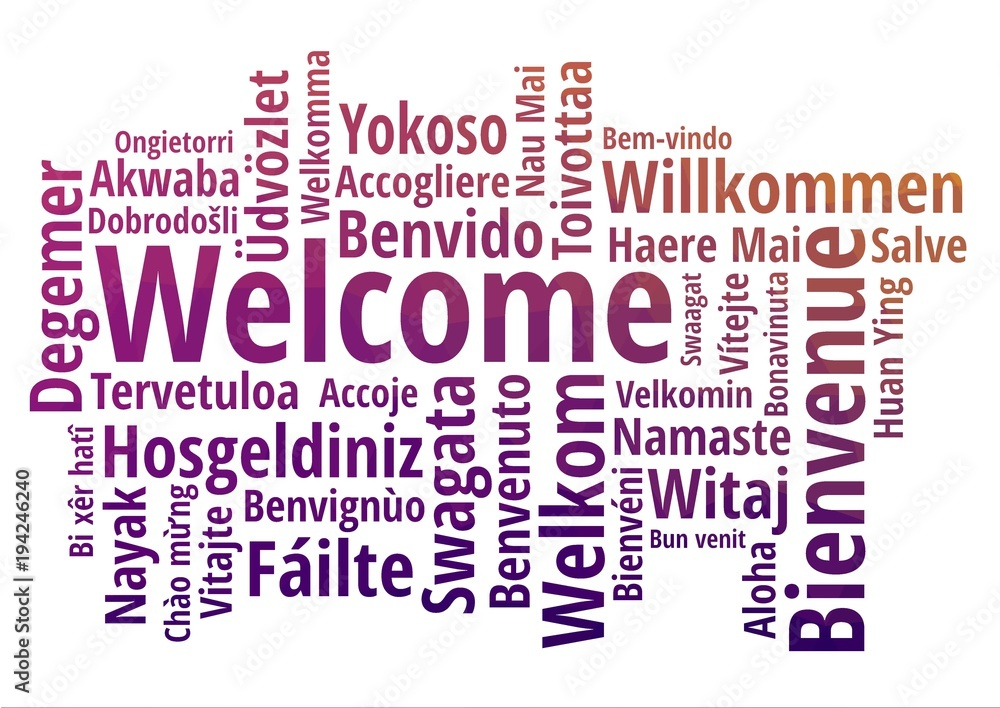 Ongietorri
Akwaba
Dobrodošli
Degemer
Üdvözlet
Welkomma
Yokoso
Accogliere
Benvido
Nau Mai
Toivottaa
Bem-vindo
Willkommen
Haere Mai
Salve
Welcome
Swaagat
Vítejte
Bonavinuta
Bienvenue
Huan Ying
Tervetuloa
Accoje
Swagata
Benvenuto
Welkom
Velkomin
Namaste
Hosgeldiniz
Bi xêr hatî
Nayak
Chào mừng
Vitajte
Benvignùo
Fáilte
Bienvéni
Witaj
Bun venit
Aloha
Adobe Stock | #194246240